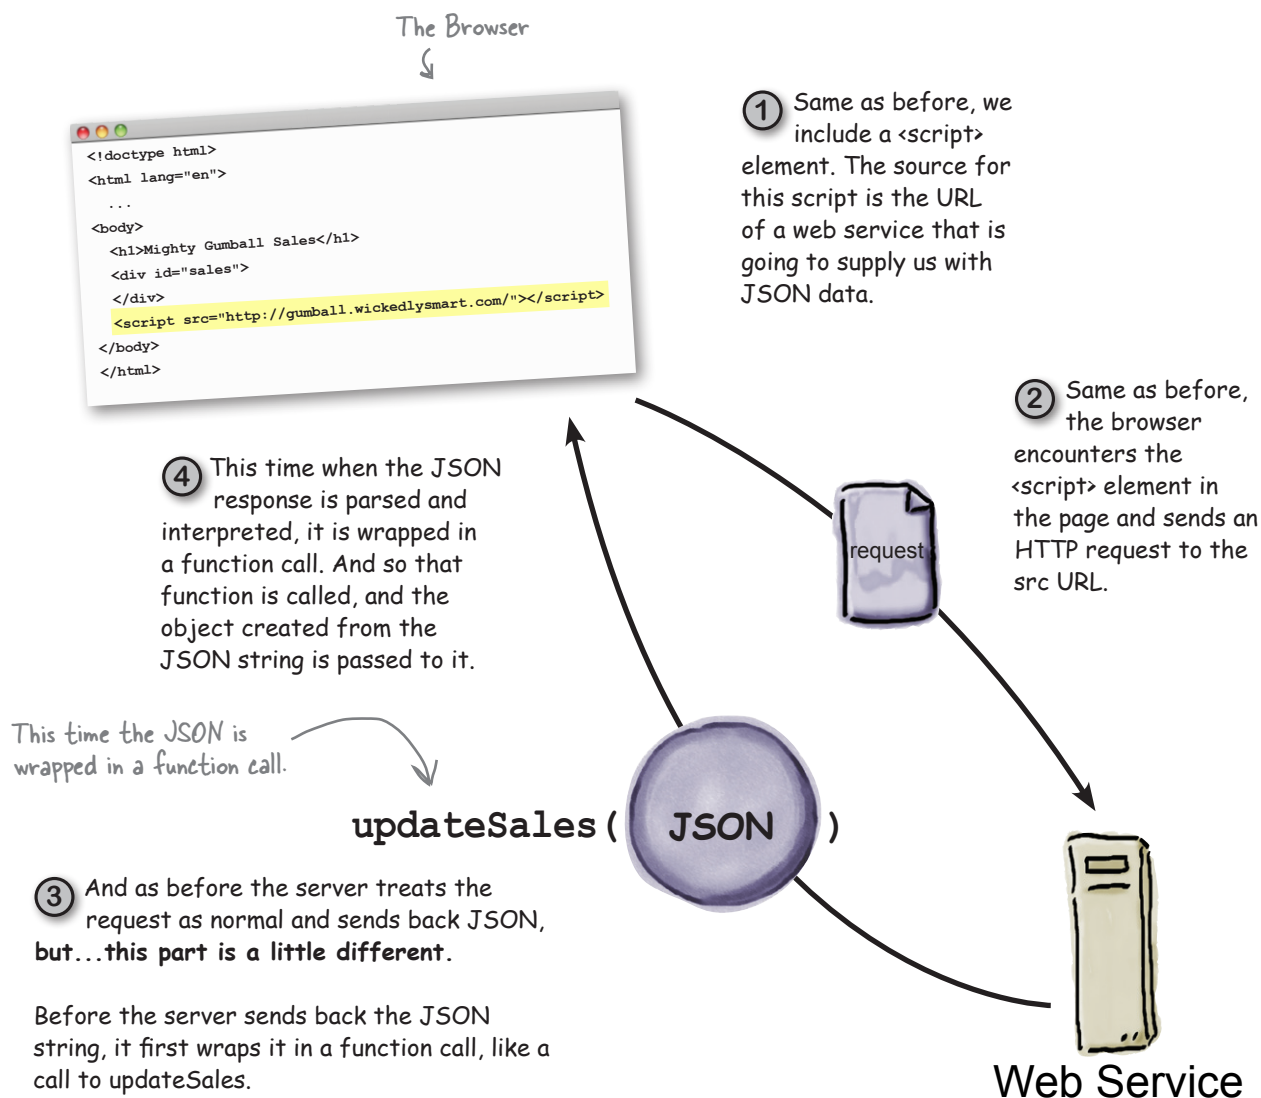 The Browser
<!doctype html>
<html lang="en">
...
<body>
<h1>Mighty Gumball Sales</h1>
<div id="sales">
</div>
<script src="http://gumball.wickedlysmart.com/"></script>
</body>
</html>
1 Same as before, we
include a <script>
element. The source for
this script is the URL
of a web service that is
going to supply us with
JSON data.
2 Same as before,
the browser
encounters the
<script> element in
the page and sends an
HTTP request to the
src URL.
request
4 This time when the JSON
response is parsed and
interpreted, it is wrapped in
a function call. And so that
function is called, and the
object created from the
JSON string is passed to it.
This time the JSON is
wrapped in a function call.
updateSales( JSON )
3 And as before the server treats the
request as normal and sends back JSON,
but...this part is a little different.
Before the server sends back the JSON
string, it first wraps it in a function call, like a
call to updateSales.
Web Service